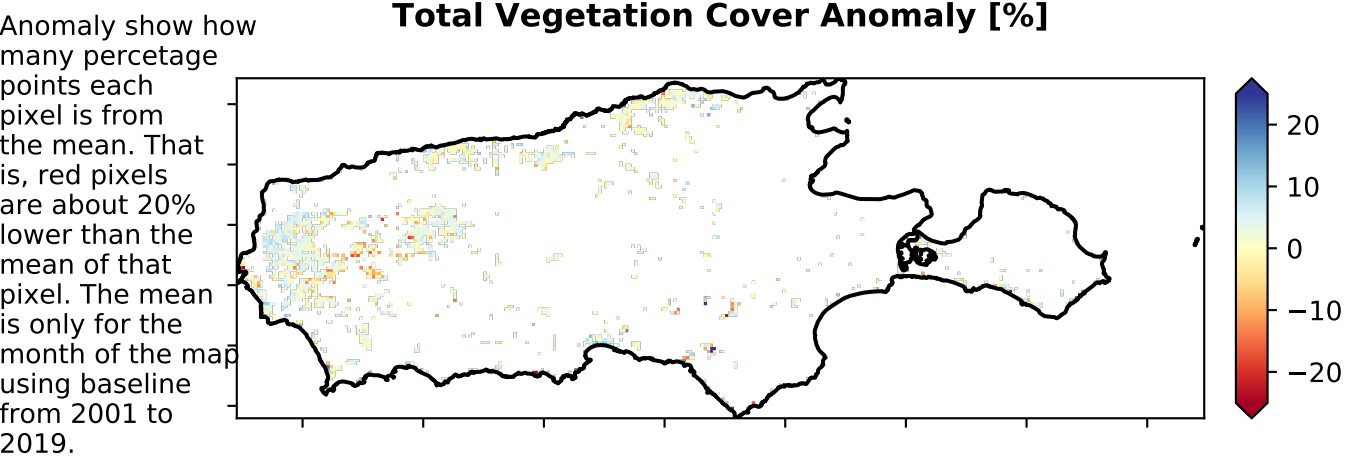 Total Vegetation Cover Anomaly [%]
Anomaly show how
many percetage
points each
pixel is from
the mean. That
is, red pixels
are about 20%
lower than the
mean of that
pixel. The mean
is only for the
month of the map
using baseline
from 2001 to
2019.
20
10
0
−10
−20